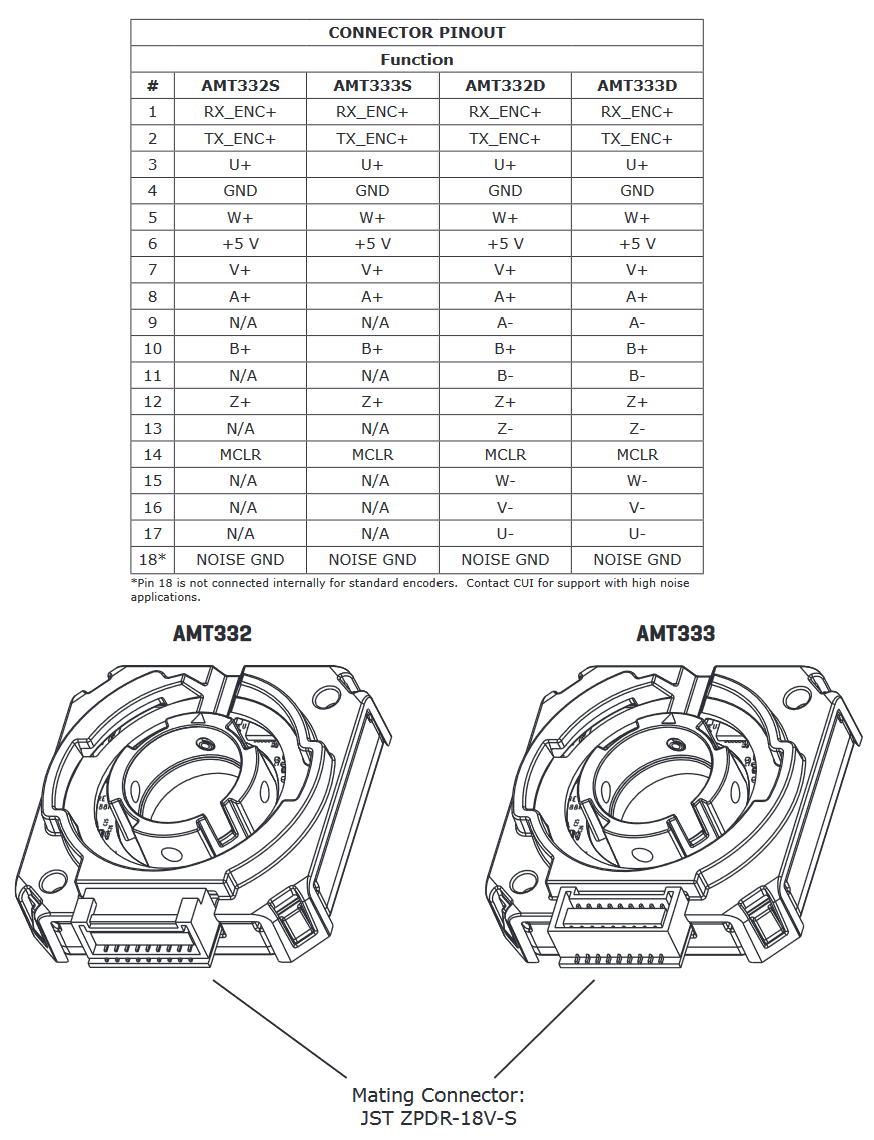 CONNECTOR PINOUT
Function
# AMT332S AMT333S AMT332D AMT333D
1 RX_ENC+ RX_ENC+ RX_ENC+ RX_ENC+
2 TX_ENC+ TX_ENC+ TX_ENC+ TX_ENC+
3 U+ U+ U+ U+
4 GND GND GND GND
5 W+ W+ W+ W+
6 +5 V +5 V +5 V +5 V
7 V+ V+ V+ V+
8 A+ A+ A+ A+
9 N/A N/A A- A-
10 B+ B+ B+ B+
11 N/A N/A B- B-
12 Z+ Z+ Z+ Z+
13 N/A N/A Z- Z-
14 MCLR MCLR MCLR MCLR
15 N/A N/A W- W-
16 N/A N/A V- V-
17 N/A N/A U- U-
18* NOISE GND NOISE GND NOISE GND NOISE GND
*Pin 18 is not connected internally for standard encoders. Contact CUI for support with high noise
applications.
AMT332 AMT333
Mating Connector:
JST ZPDR-18V-S